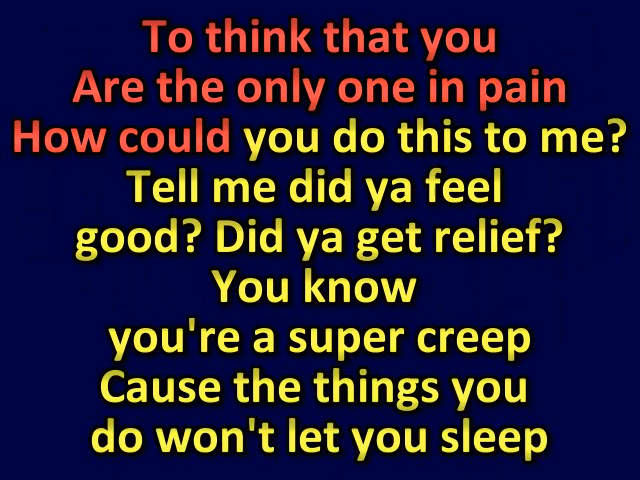 To think that you
Are the only one in pain
How could you do this to me?
Tell me did ya feel
good? Did ya get relief?
You know
you're a super creep
Cause the things you
do won't let you sleep